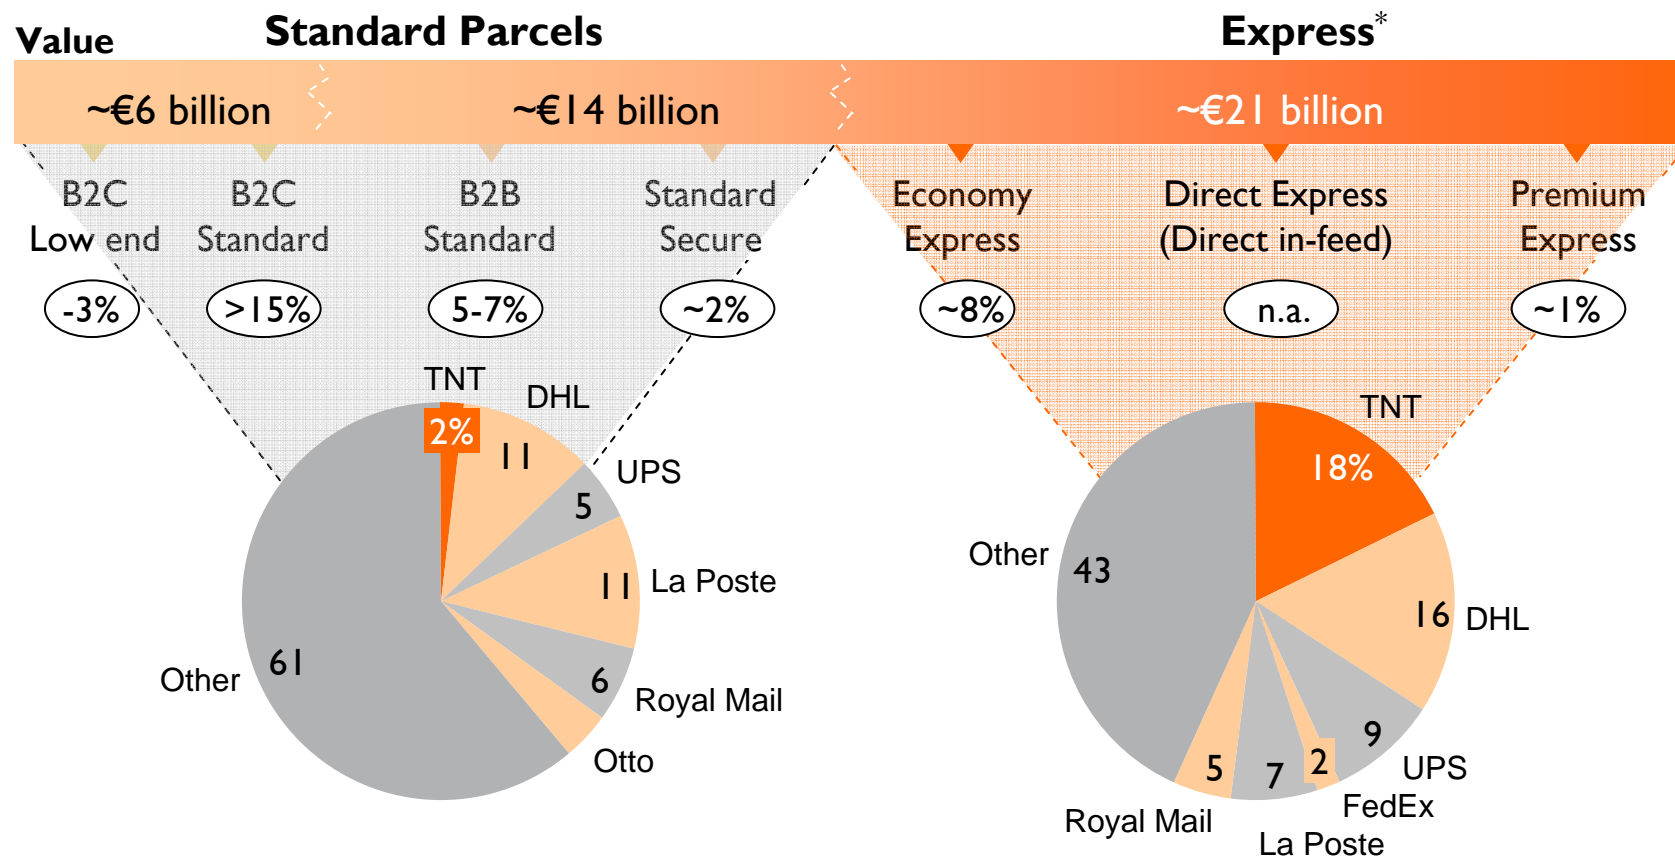 Value
Standard Parcels
Express*
~€6 billion
~€14 billion
~€21 billion
B2C
Low end
B2C
Standard
B2B
Standard
Standard
Secure
Economy
Express
Direct Express
(Direct in-feed)
Premium
Express
-3%
>15%
5-7%
~2%
~8%
n.a.
~1%
TNT
2%
DHL
11
UPS
5
La Poste
11
Royal Mail
6
Otto
Other
61
TNT
18%
DHL
16
UPS
9
FedEx
2
La Poste
7
Royal Mail
5
Other
43